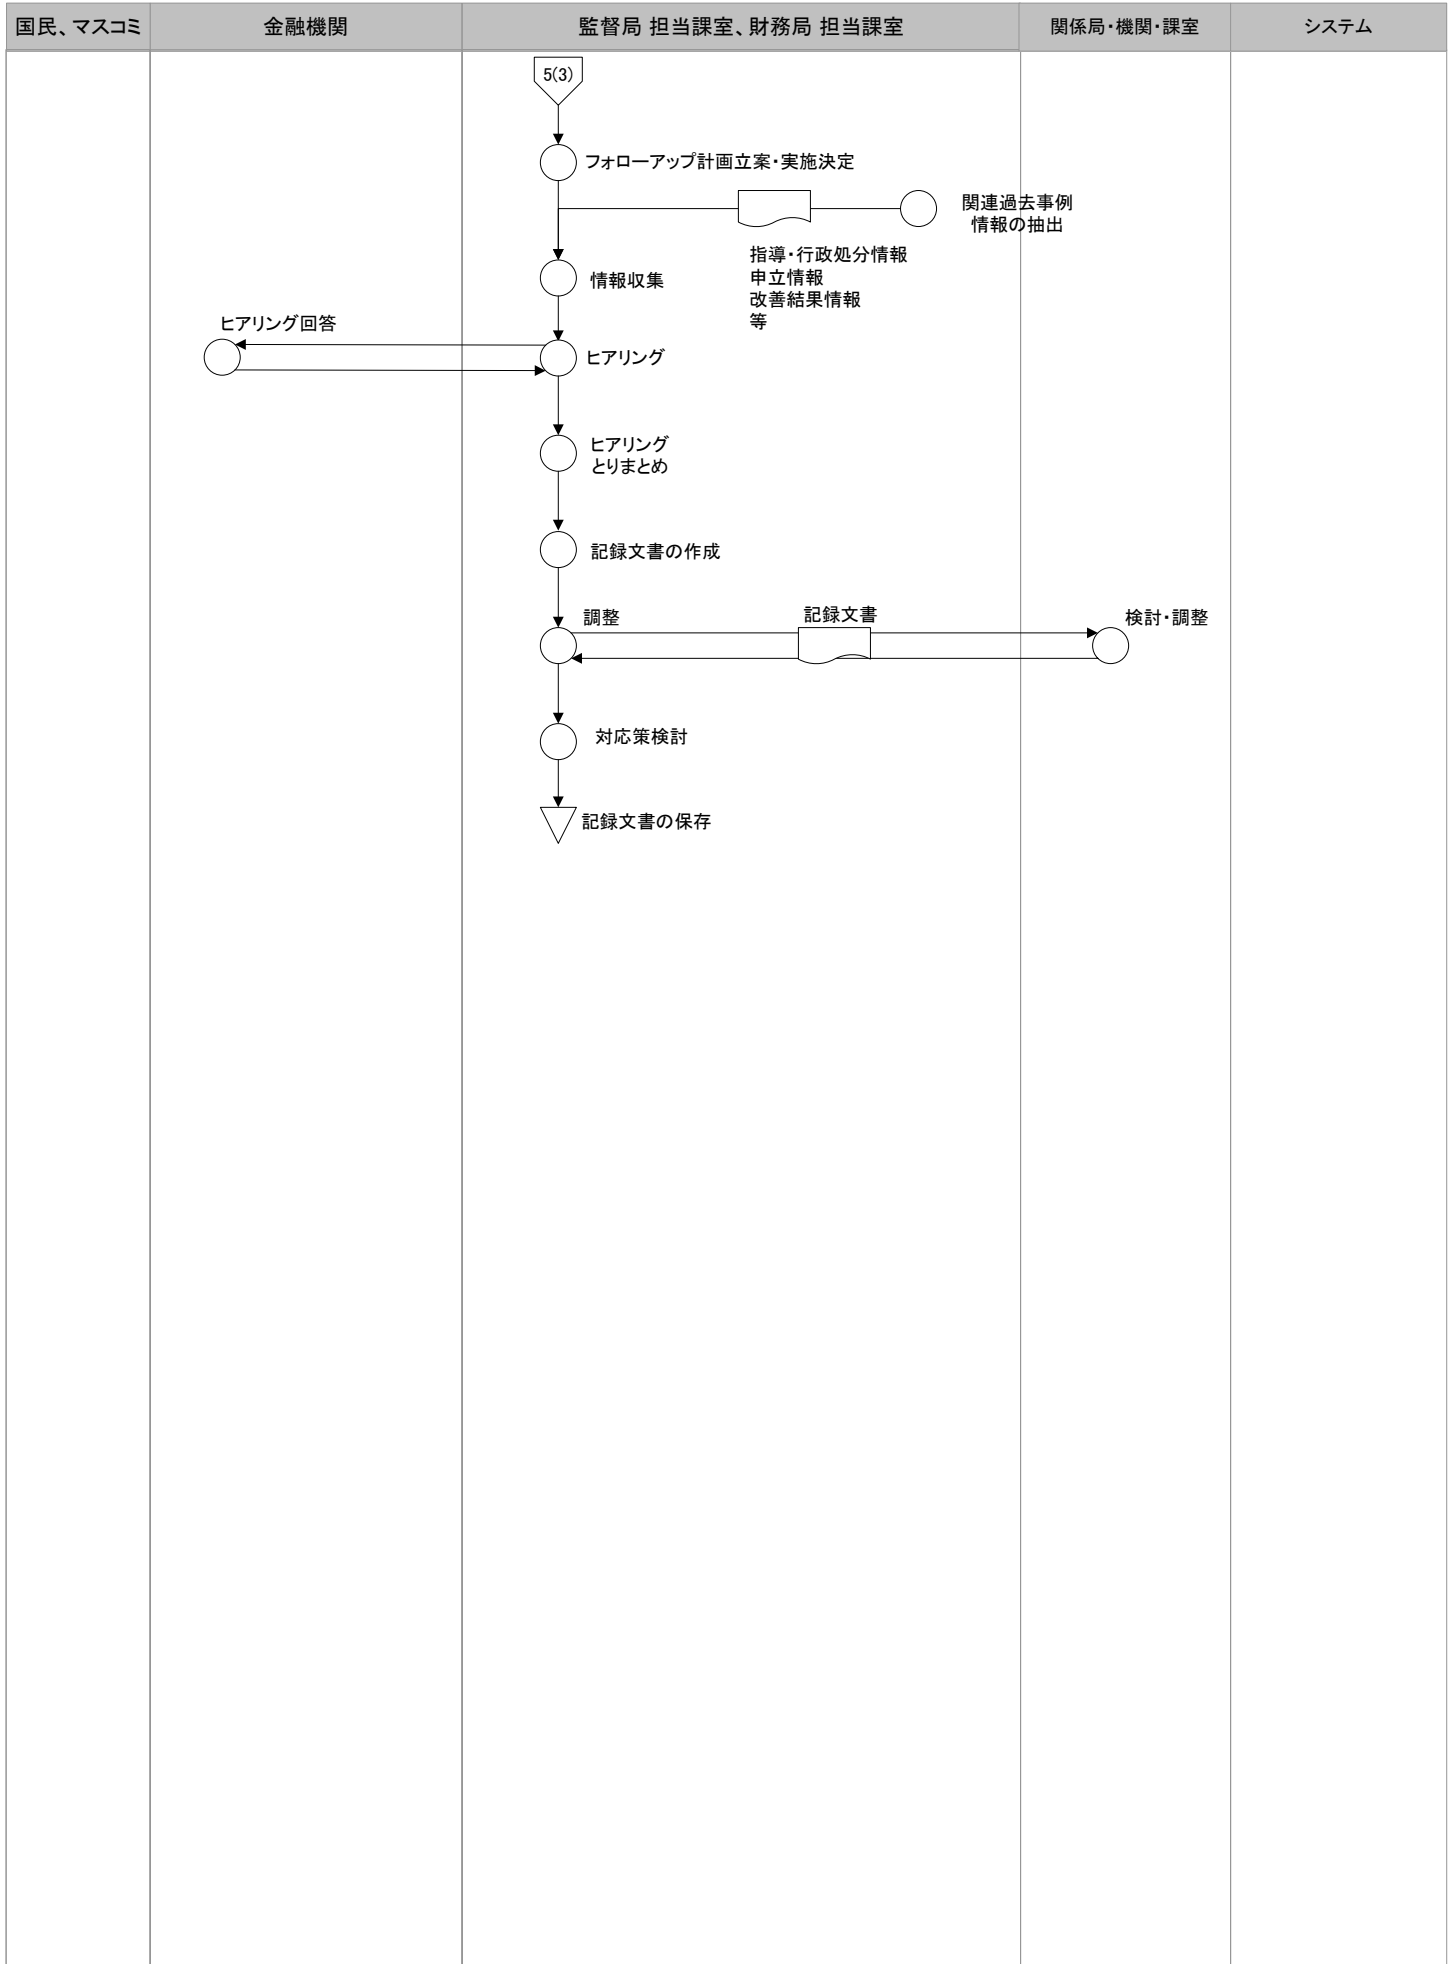 国民、マスコミ
金融機関
監督局 担当課室、財務局 担当課室
関係局・機関・課室
システム
5(3)
フォローアップ計画立案・実施決定
関連過去事例
情報の抽出
指導・行政処分情報
申立情報
改善結果情報
等
情報収集
ヒアリング回答
ヒアリング
ヒアリング
とりまとめ
記録文書の作成
調整
記録文書
検討・調整
対応策検討
記録文書の保存